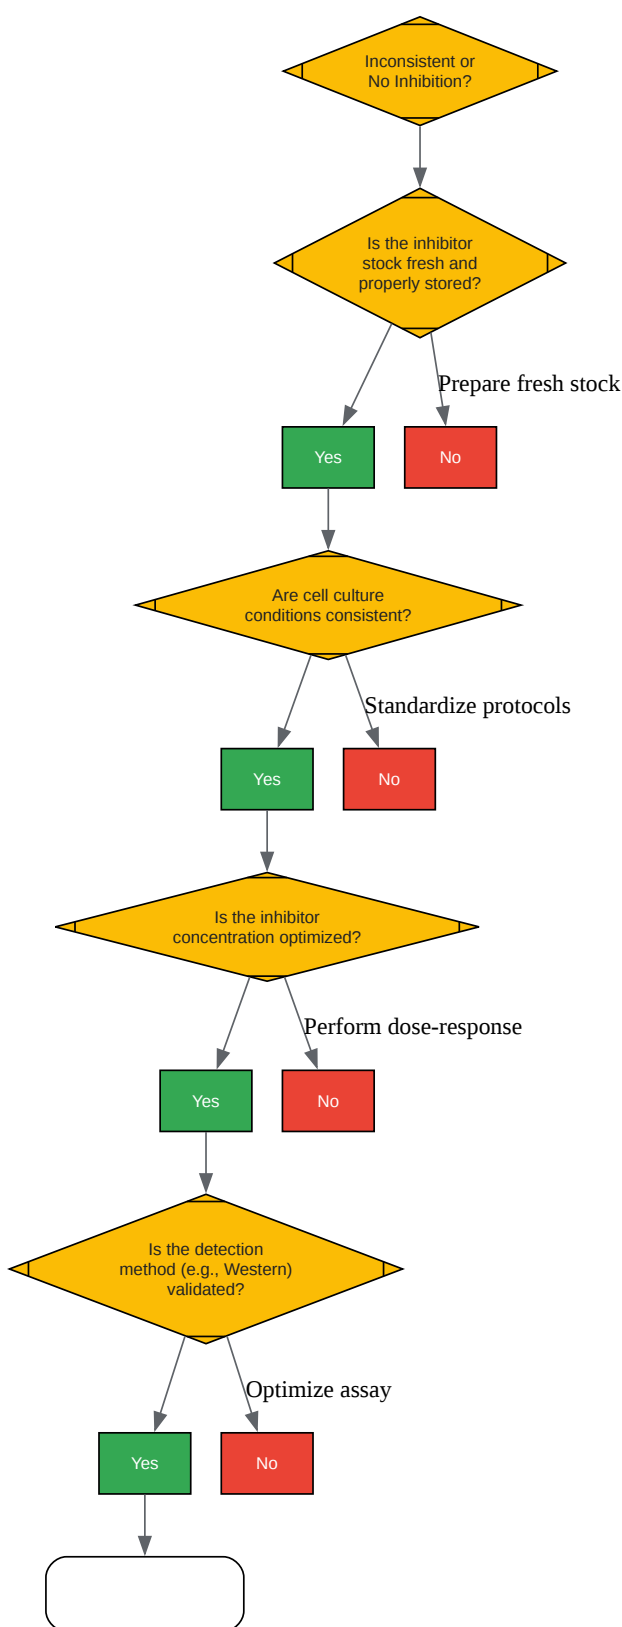 Inconsistent or
No Inhibition?
Is the inhibitor
stock fresh and
properly stored?
Prepare fresh stock
Yes
No
Are cell culture
conditions consistent?
Standardize protocols
Yes
No
Is the inhibitor
concentration optimized?
Perform dose-response
Yes
No
Is the detection
method (e.g., Western)
validated?
Optimize assay
Yes
No